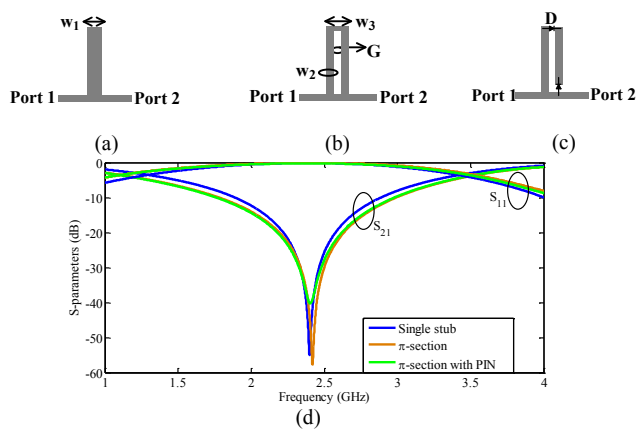 w1
w3
D
G
w2
Port 1 Port 2
Port 1 Port 2
Port 1 Port 2
(a)
(b)
(c)
S-parameters (dB)
0
-10
-20
-30
-40
-50
-60
S11
S21
Single stub
π-section
π-section with PIN
1 1.5 2 2.5 3 3.5 4
Frequency (GHz)
(d)